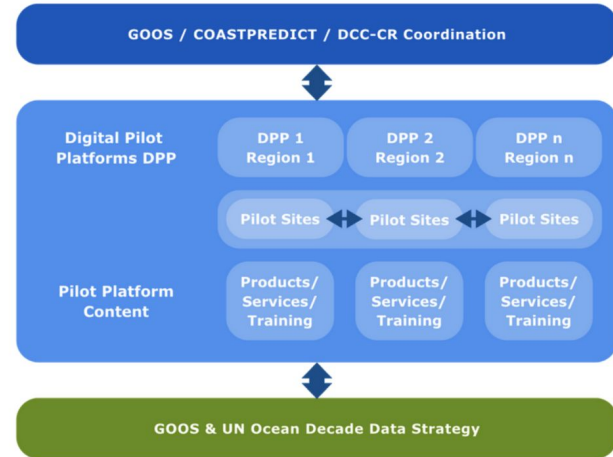 GOOS / COASTPREDICT / DCC-CR Coordination
Digital Pilot
Platforms DPP
DPP 1
Region 1
DPP 2
Region 2
DPP n
Region n
Pilot Sites
Pilot Sites
Pilot Sites
Pilot Platform
Content
Products/
Services/
Training
Products/
Services/
Training
Products/
Services/
Training
GOOS & UN Ocean Decade Data Strategy